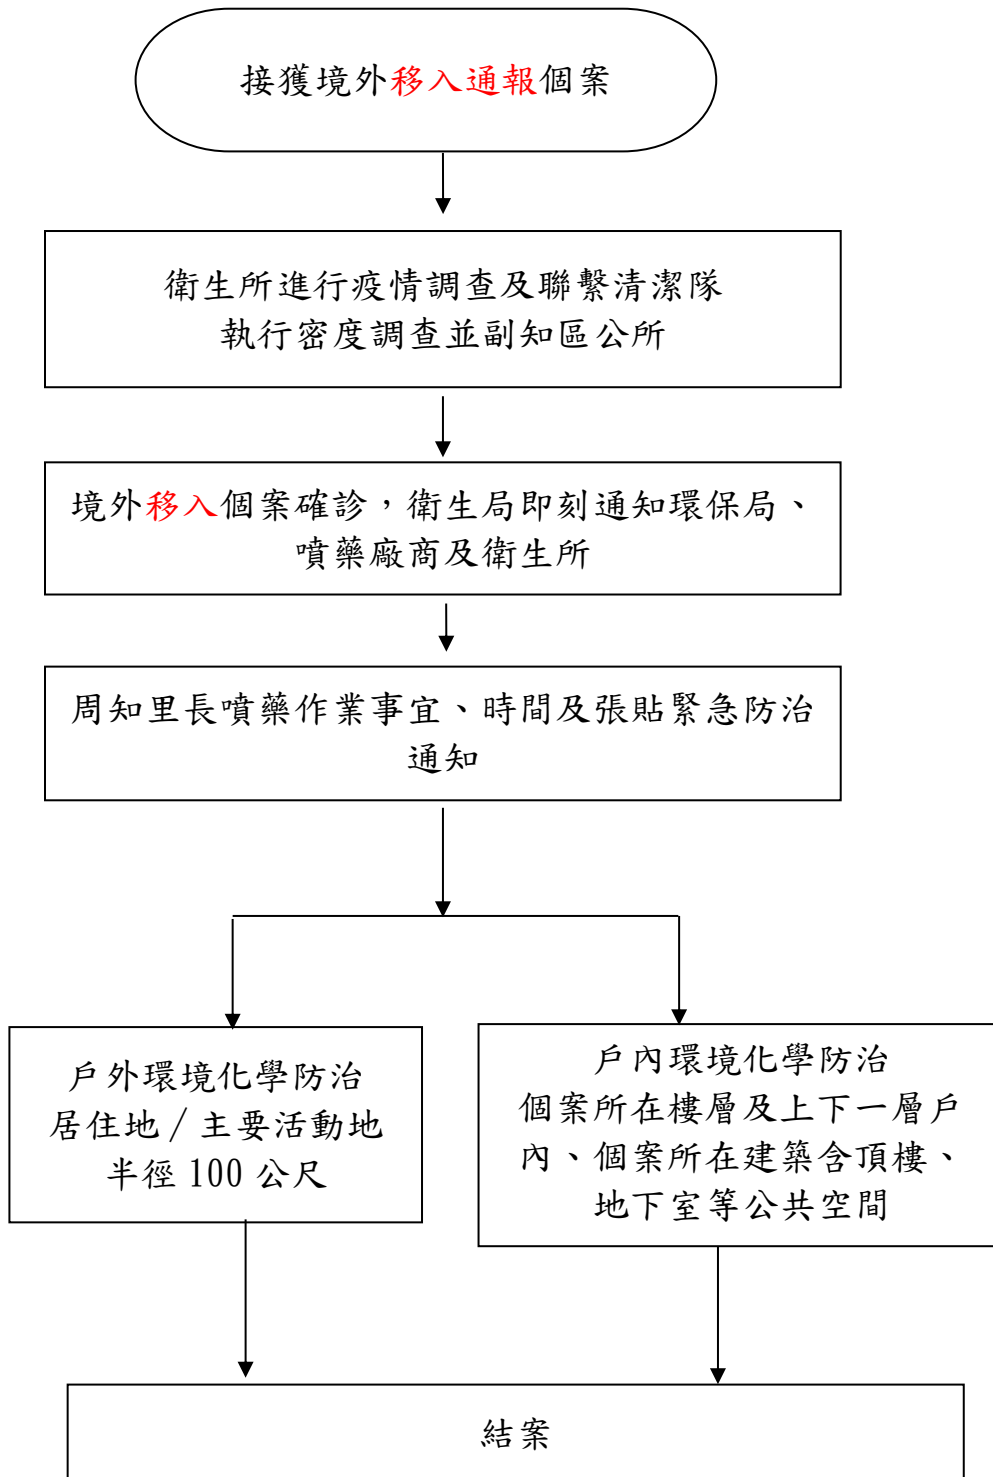 接獲境外移入通報個案
衛生所進行疫情調查及聯繫清潔隊
執行密度調查並副知區公所
境外移入個案確診，衛生局即刻通知環保局、
噴藥廠商及衛生所
周知里長噴藥作業事宜、時間及張貼緊急防治
通知
戶外環境化學防治
居住地/主要活動地
半徑 100 公尺
戶內環境化學防治
個案所在樓層及上下一層戶
內、個案所在建築含頂樓、
地下室等公共空間
結案